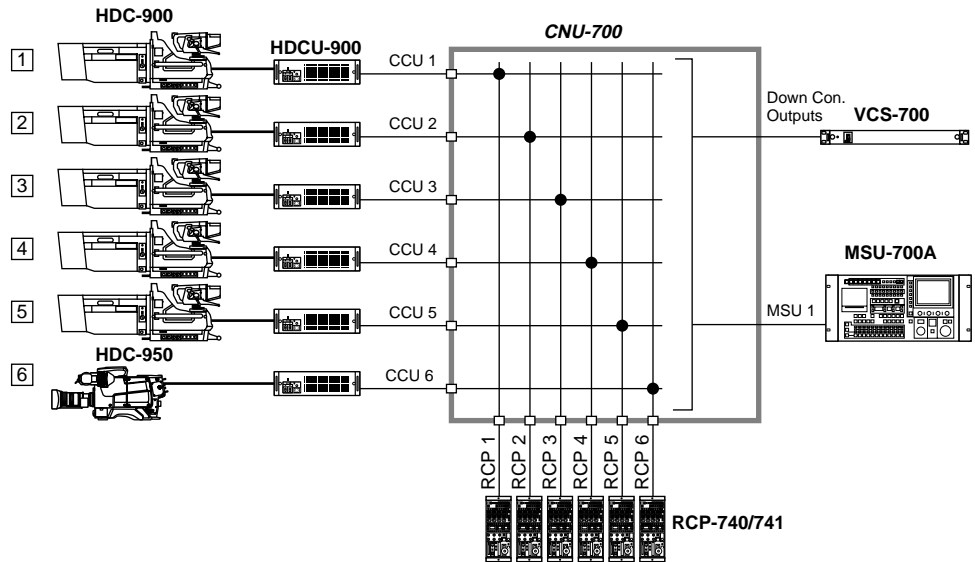 HDC-900
HDCU-900
CNU-700
1
CCU 1
2
CCU 2
Down Con.
Outputs
VCS-700
3
CCU 3
4
CCU 4
MSU-700A
5
CCU 5
MSU 1
HDC-950
6
CCU 6
RCP 1
RCP 2
RCP 3
RCP 4
RCP 5
RCP 6
RCP-740/741